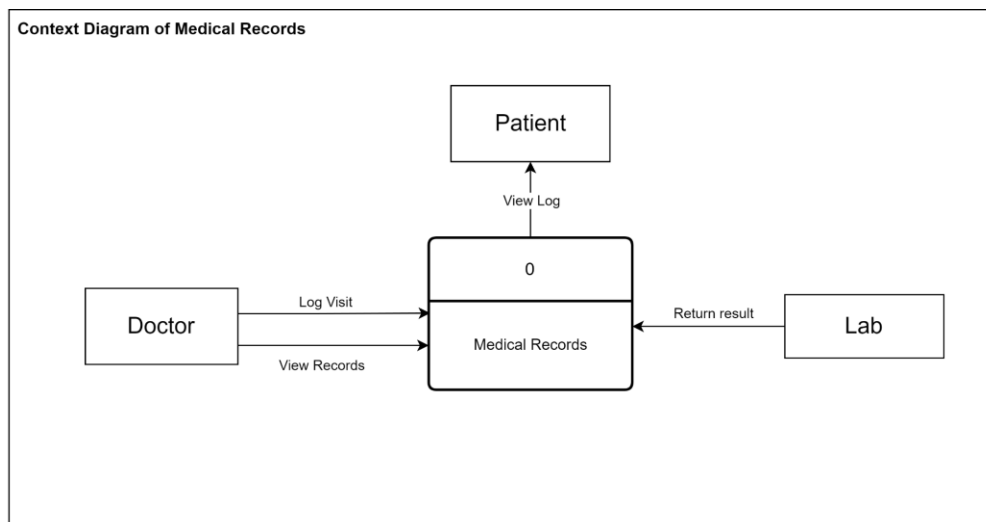 Context Diagram of Medical Records
Patient
View Log
0
Log Visit
Doctor
Medical Records
View Records
Return result
Lab